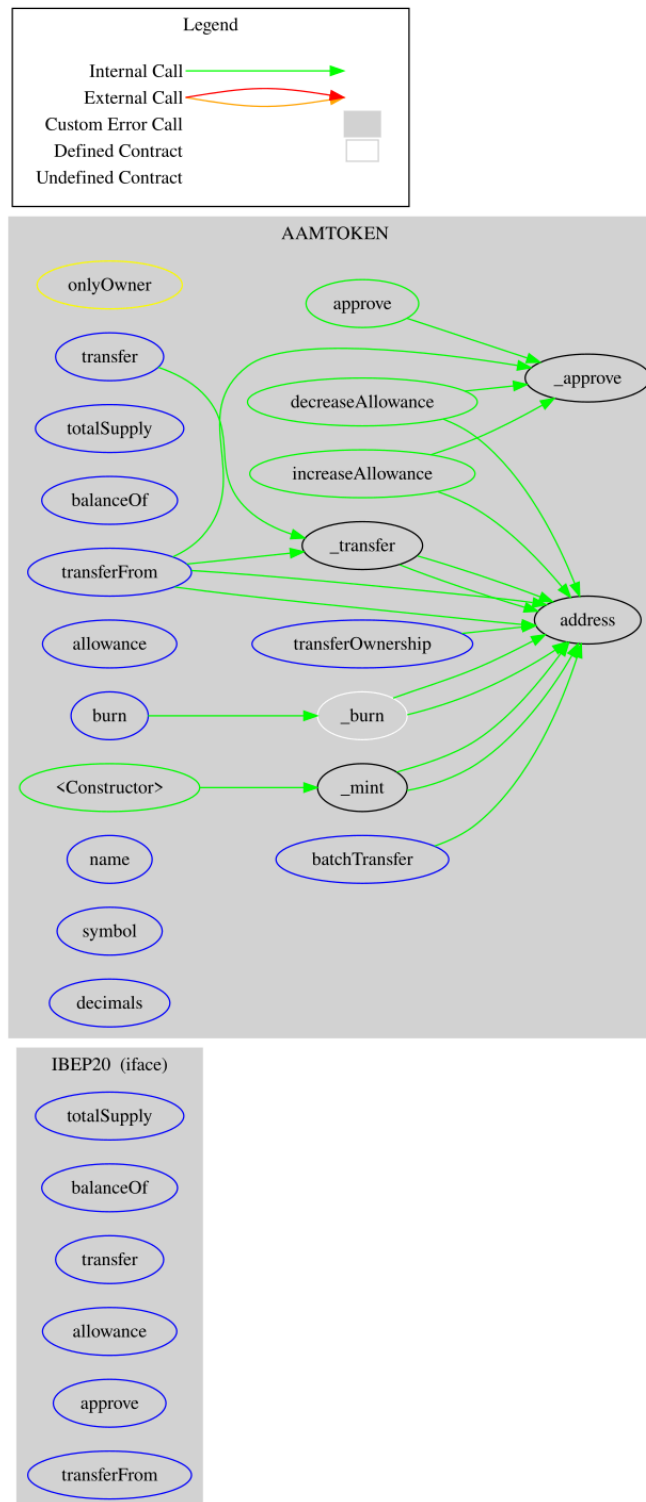 Legend
Internal Call
External Call
Custom Error Call
Defined Contract
Undefined Contract
AAMTOKEN
onlyOwner
transfer
totalSupply
balanceOf
transferFrom
allowance
burn
<Constructor>
name
symbol
decimals
approve
decreaseAllowance
increaseAllowance
_transfer
transferOwnership
_burn
_mint
batchTransfer
_approve
address
IBEP20 (iface)
totalSupply
balanceOf
transfer
allowance
approve
transferFrom